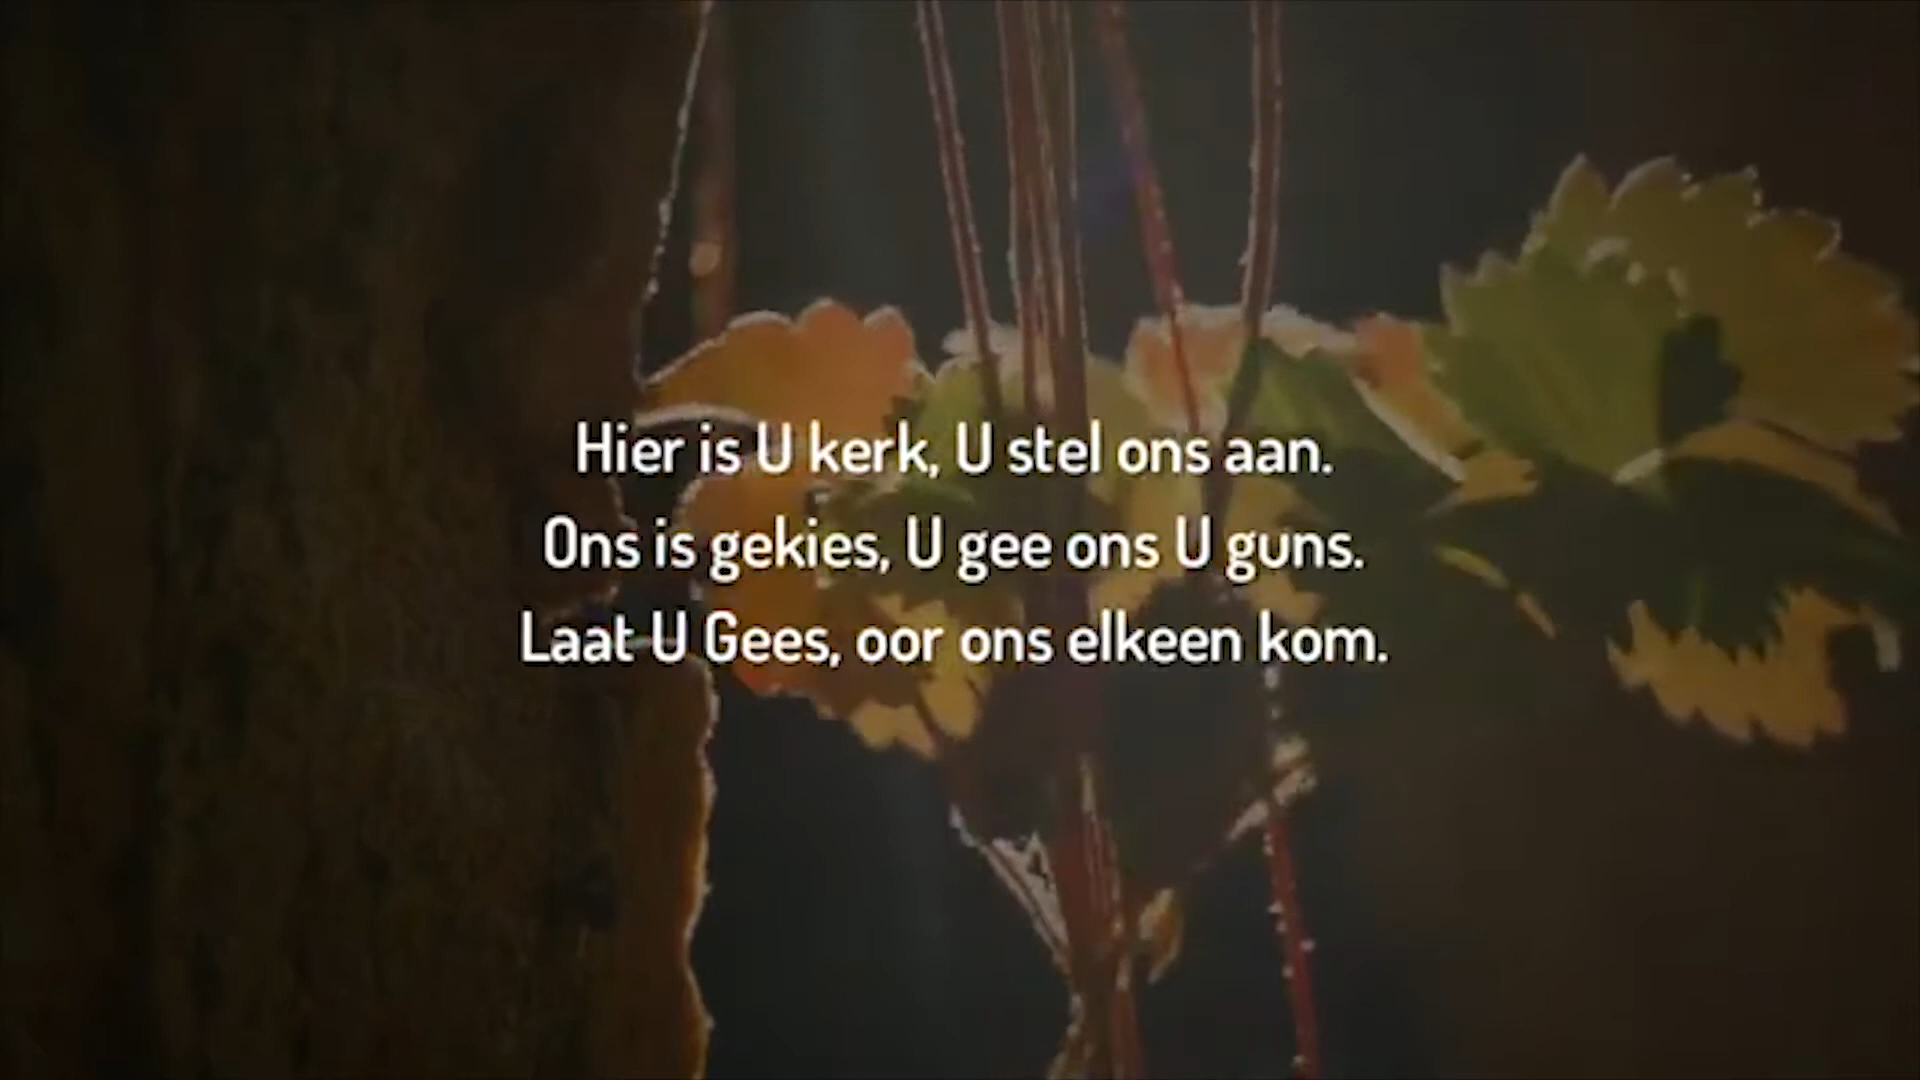 Hier is U kerk, U stel ons aan.
Ons is gekies, U gee ons U guns.
Laat U Gees, oor ons elkeen kom.